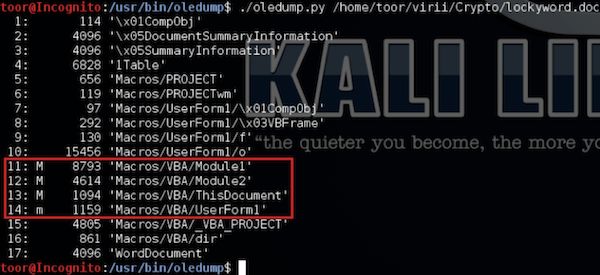 toor@Incognito:/usr/bin/oledump$ ./oledump.py /home/toor/virii/Crypto/lockyword.doc
1: 114 '\x01CompObj'
2: 4096 '\x05DocumentSummaryInformation'
3: 4096 '\x05SummaryInformation'
4: 6828 '1Table'
5: 656 'Macros/PROJECT'
6: 119 'Macros/PROJECTwm'
7: 97 'Macros/UserForm1/\x01CompObj'
8: 292 'Macros/UserForm1/\x03VBFrame'
9: 130 'Macros/UserForm1/f'
10: 15456 'Macros/UserForm1/o'
11: M 8793 'Macros/VBA/Module1'
12: M 4614 'Macros/VBA/Module2'
13: M 1094 'Macros/VBA/ThisDocument'
14: m 1159 'Macros/VBA/UserForm1'
15: 4805 'Macros/VBA/_VBA_PROJECT'
16: 861 'Macros/VBA/dir'
17: 4096 'WordDocument'
toor@Incognito:/usr/bin/oledump$
KALI LI
"the quieter you become, the more yo